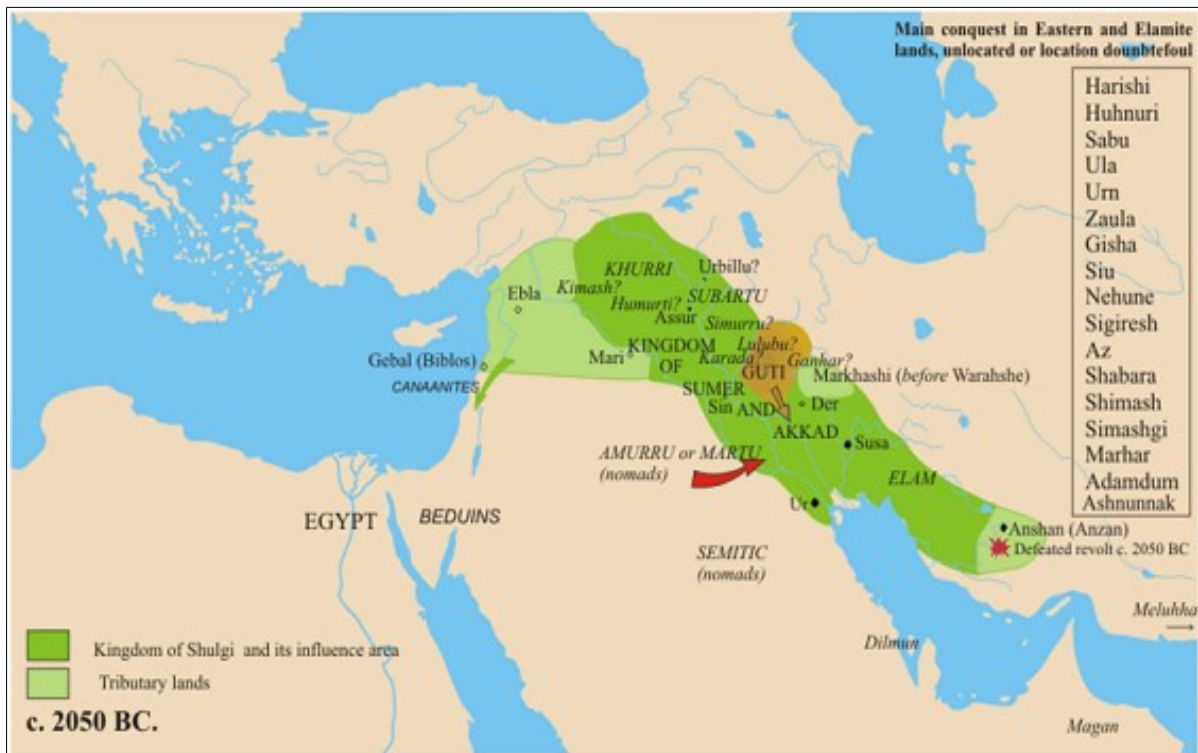 Main conquest in Eastern and Elamite
lands, unlocated or location dounbtefoul
Harishi
Huhnuri
Sabu
Ula
Urn
Zaula
Gisha
Siu
Nehune
Sigiresh
Az
Shabara
Shimash
Simashgi
Marhar
Adamdum
Ashnunnak
KHURRI
Urbillu?
Kimash?
Ebla
Humurti?
SUBARTU
Assur
Simurru?
Gebal (Biblos)
Mari
KINGDOM
OF
Lulubu?
Karada?
Ganhar?
CANAANITES
GUTI
Markhashi (before Warahshe)
SUMER
Sin
AND
Der
AKKAD
Susa
AMURRU or MARTU
(nomads)
ELAM
Ur
EGYPT
BEDUINS
Anshan (Anzan)
Defeated revolt c. 2050 BC
SEMITIC
(nomads)
Meluhha
Dilmun
Kingdom of Shulgi and its influence area
Tributary lands
c. 2050 BC.
Magan